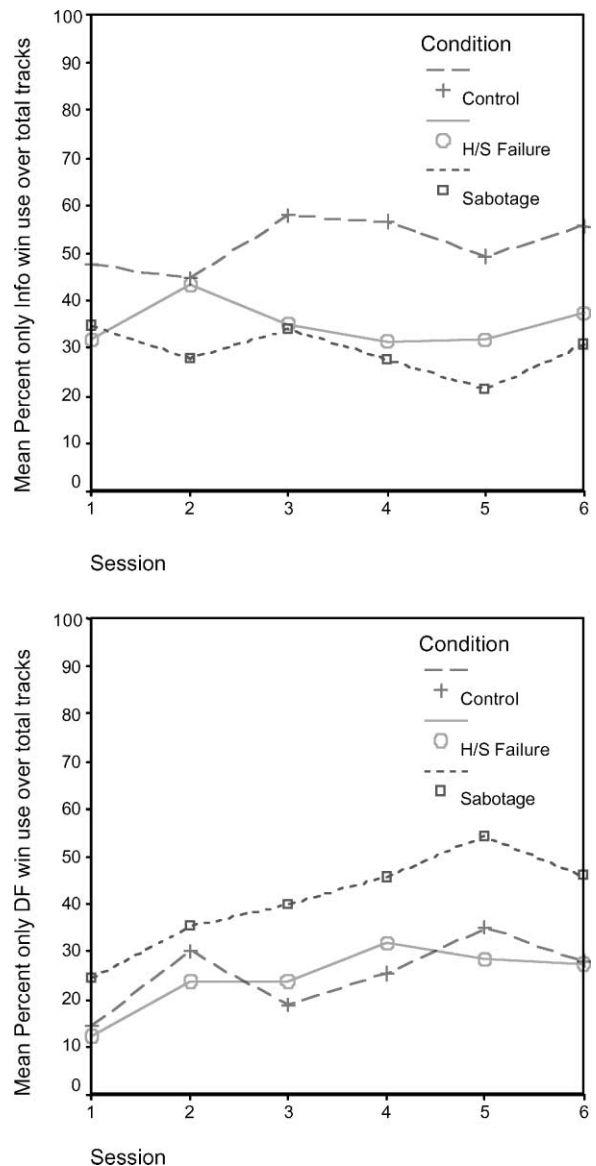 Mean Percent only Info win use over total tracks
100
90
80
70
60
50
40
30
20
10
0
Condition
Control
H/S Failure
Sabotage
1 2 3 4 5 6
Session
Mean Percent only DF win use over total tracks
100
90
80
70
60
50
40
30
20
10
0
Condition
Control
H/S Failure
Sabotage
1 2 3 4 5 6
Session